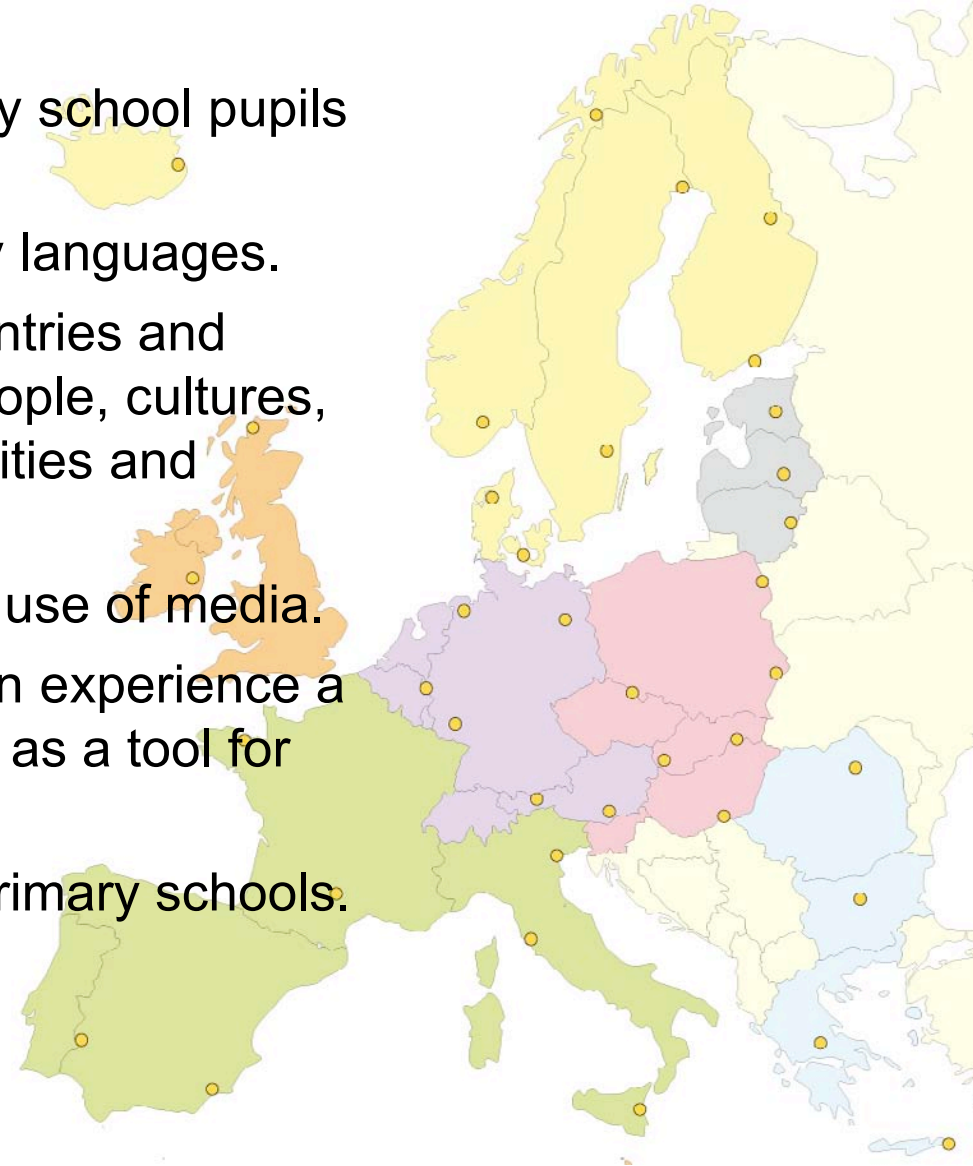 y school pupils
languages.
ntries and
ople, cultures,
ities and
use of media.
n experience a
as a tool for
rimary schools.